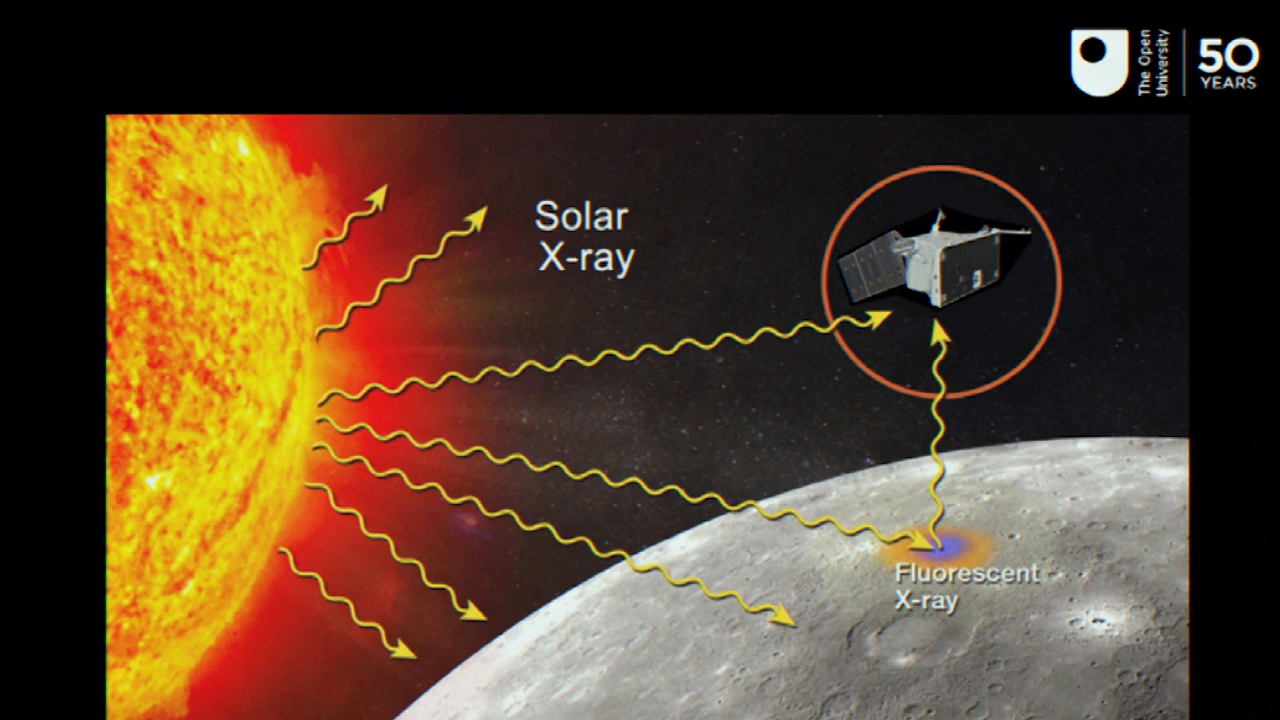 The Open
University
50
YEARS
Solar
X-ray
Fluorescent
X-ray